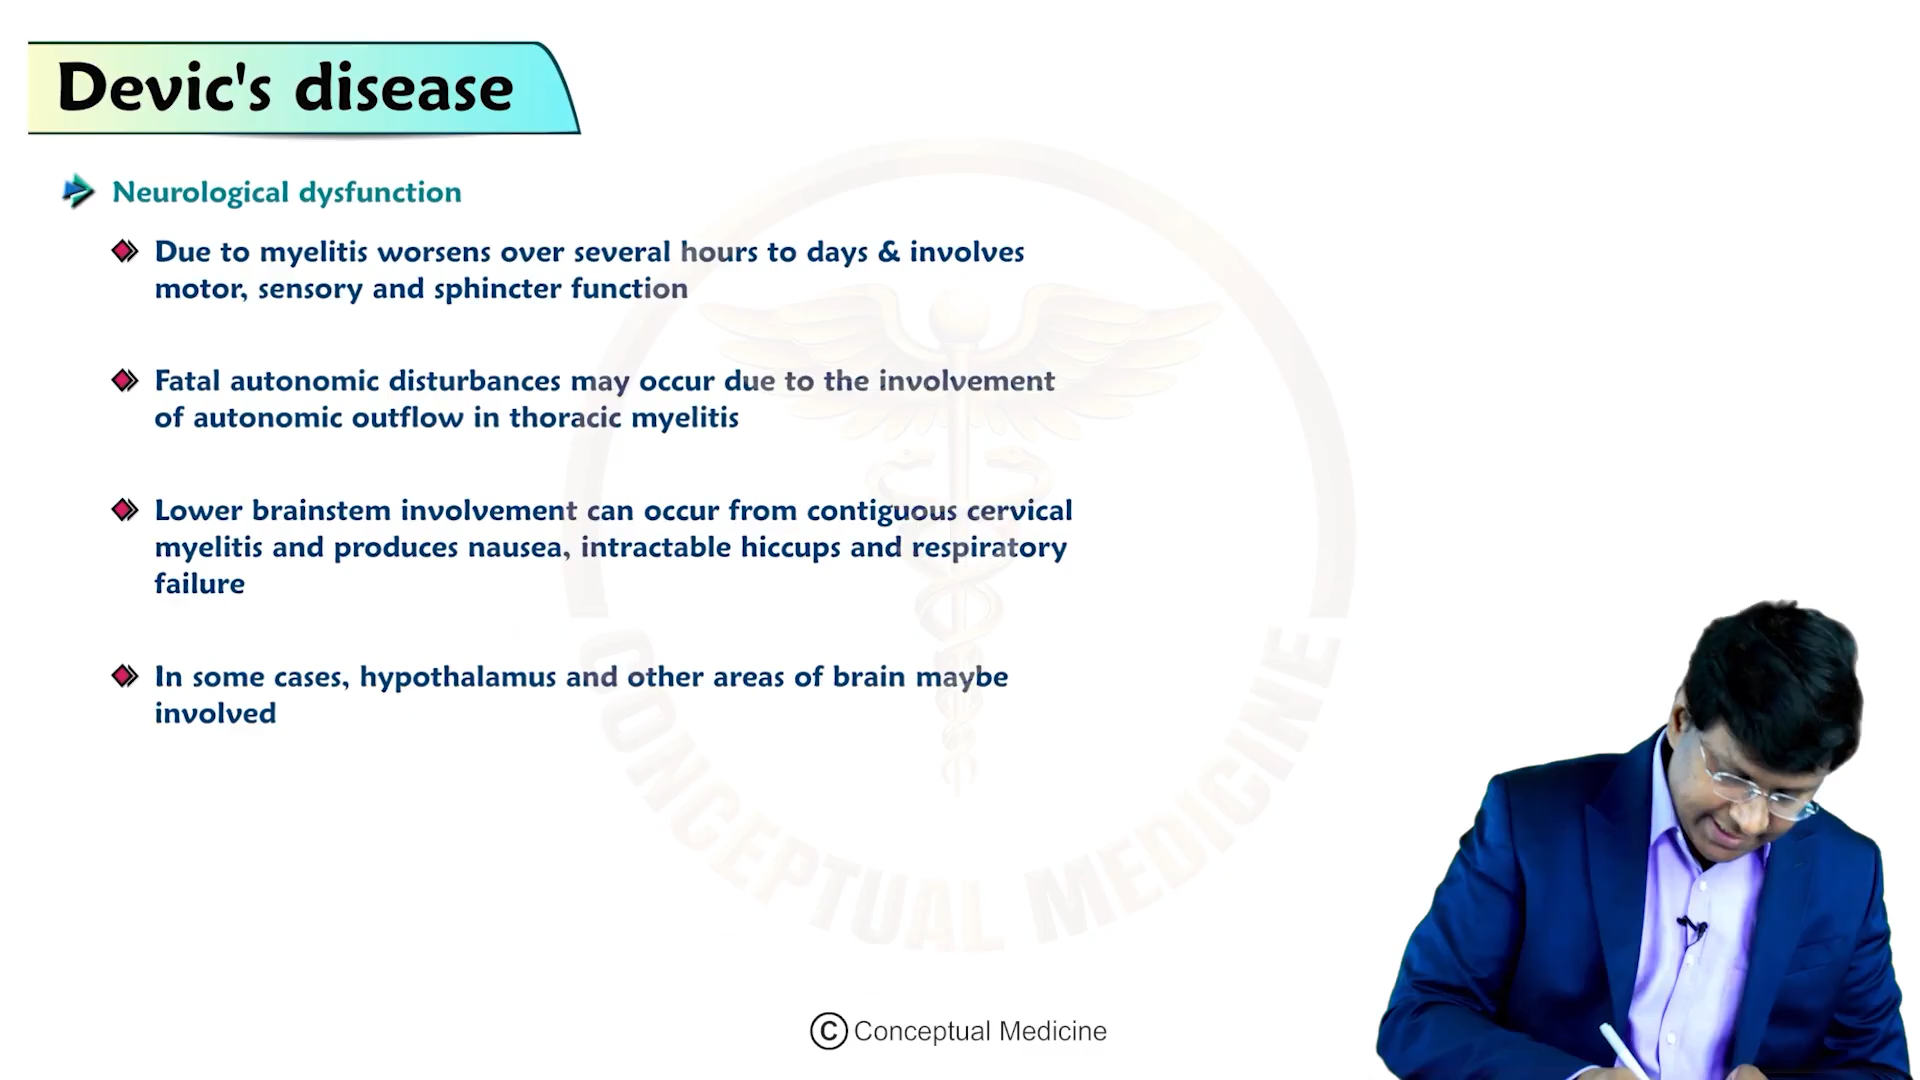 Devic's disease
Neurological dysfunction
Due to myelitis worsens over several hours to days & involves
motor, sensory and sphincter function
Fatal autonomic disturbances may occur due to the involvement
of autonomic outflow in thoracic myelitis
Lower brainstem involvement can occur from contiguous cervical
myelitis and produces nausea, intractable hiccups and respiratory
failure
In some cases, hypothalamus and other areas of brain maybe
involved
CONCEPTUAL MEDICINE
© Conceptual Medicine